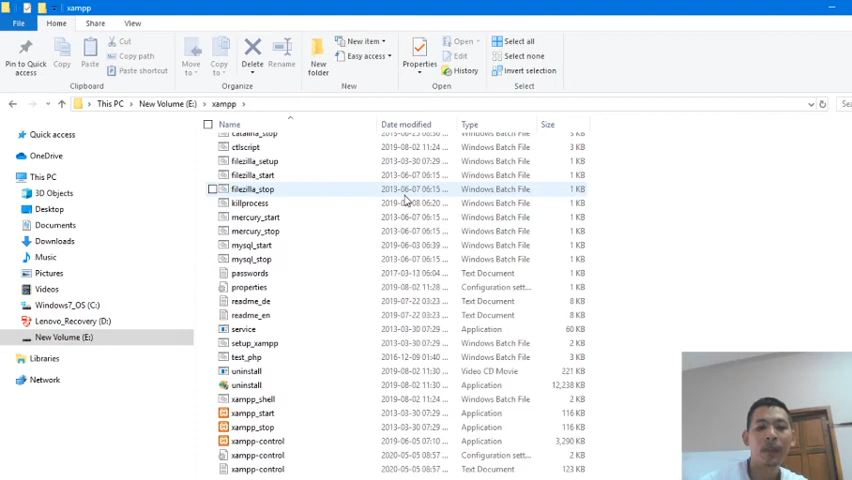 xampp
File Home Share View
Pin to Quick access
Copy
Paste
Cut
Copy path
Paste shortcut
Clipboard
Move to
Copy to
Delete
Rename
Organize
New folder
New item
Easy access
New
Properties
Open
Edit
History
Open
Select all
Select none
Invert selection
Select
This PC > New Volume (E:) > xampp >
Quick access
OneDrive
This PC
3D Objects
Desktop
Documents
Downloads
Music
Pictures
Videos
Windows7_OS (C:)
Lenovo_Recovery (D:)
New Volume (E:)
Libraries
Network
Name Date modified Type Size
catalina_stop Windows Batch File 3 KB
ctlscript 2019-08-02 11:24 ... Windows Batch File 3 KB
filezilla_setup 2013-03-30 07:29 ... Windows Batch File 1 KB
filezilla_start 2013-06-07 06:15 ... Windows Batch File 1 KB
filezilla_stop 2013-06-07 06:15 ... Windows Batch File 1 KB
killprocess Windows Batch File 1 KB
mercury_start 2013-06-07 06:15 ... Windows Batch File 1 KB
mercury_stop 2013-06-07 06:15 ... Windows Batch File 1 KB
mysql_start 2019-06-03 06:39 ... Windows Batch File 1 KB
mysql_stop 2013-06-07 06:15 ... Windows Batch File 1 KB
passwords 2017-03-13 06:04 ... Text Document 1 KB
properties 2019-08-02 11:28 ... Configuration sett... 1 KB
readme_de 2019-07-22 03:23 ... Text Document 8 KB
readme_en 2019-07-22 03:23 ... Text Document 8 KB
service 2013-03-30 07:29 ... Application 60 KB
setup_xampp 2013-03-30 07:29 ... Windows Batch File 2 KB
test_php 2016-12-09 01:40 ... Windows Batch File 3 KB
uninstall 2019-08-02 11:30 ... Video CD Movie 221 KB
uninstall 2019-08-02 11:30 ... Application 12,238 KB
xampp_shell 2019-08-02 11:24 ... Windows Batch File 2 KB
xampp_start 2013-03-30 07:29 ... Application 116 KB
xampp_stop 2013-03-30 07:29 ... Application 116 KB
xampp-control 2019-06-05 07:10 ... Application 3,290 KB
xampp-control 2020-05-05 08:57 ... Configuration sett... 2 KB
xampp-control 2020-05-05 08:57 ... Text Document 123 KB